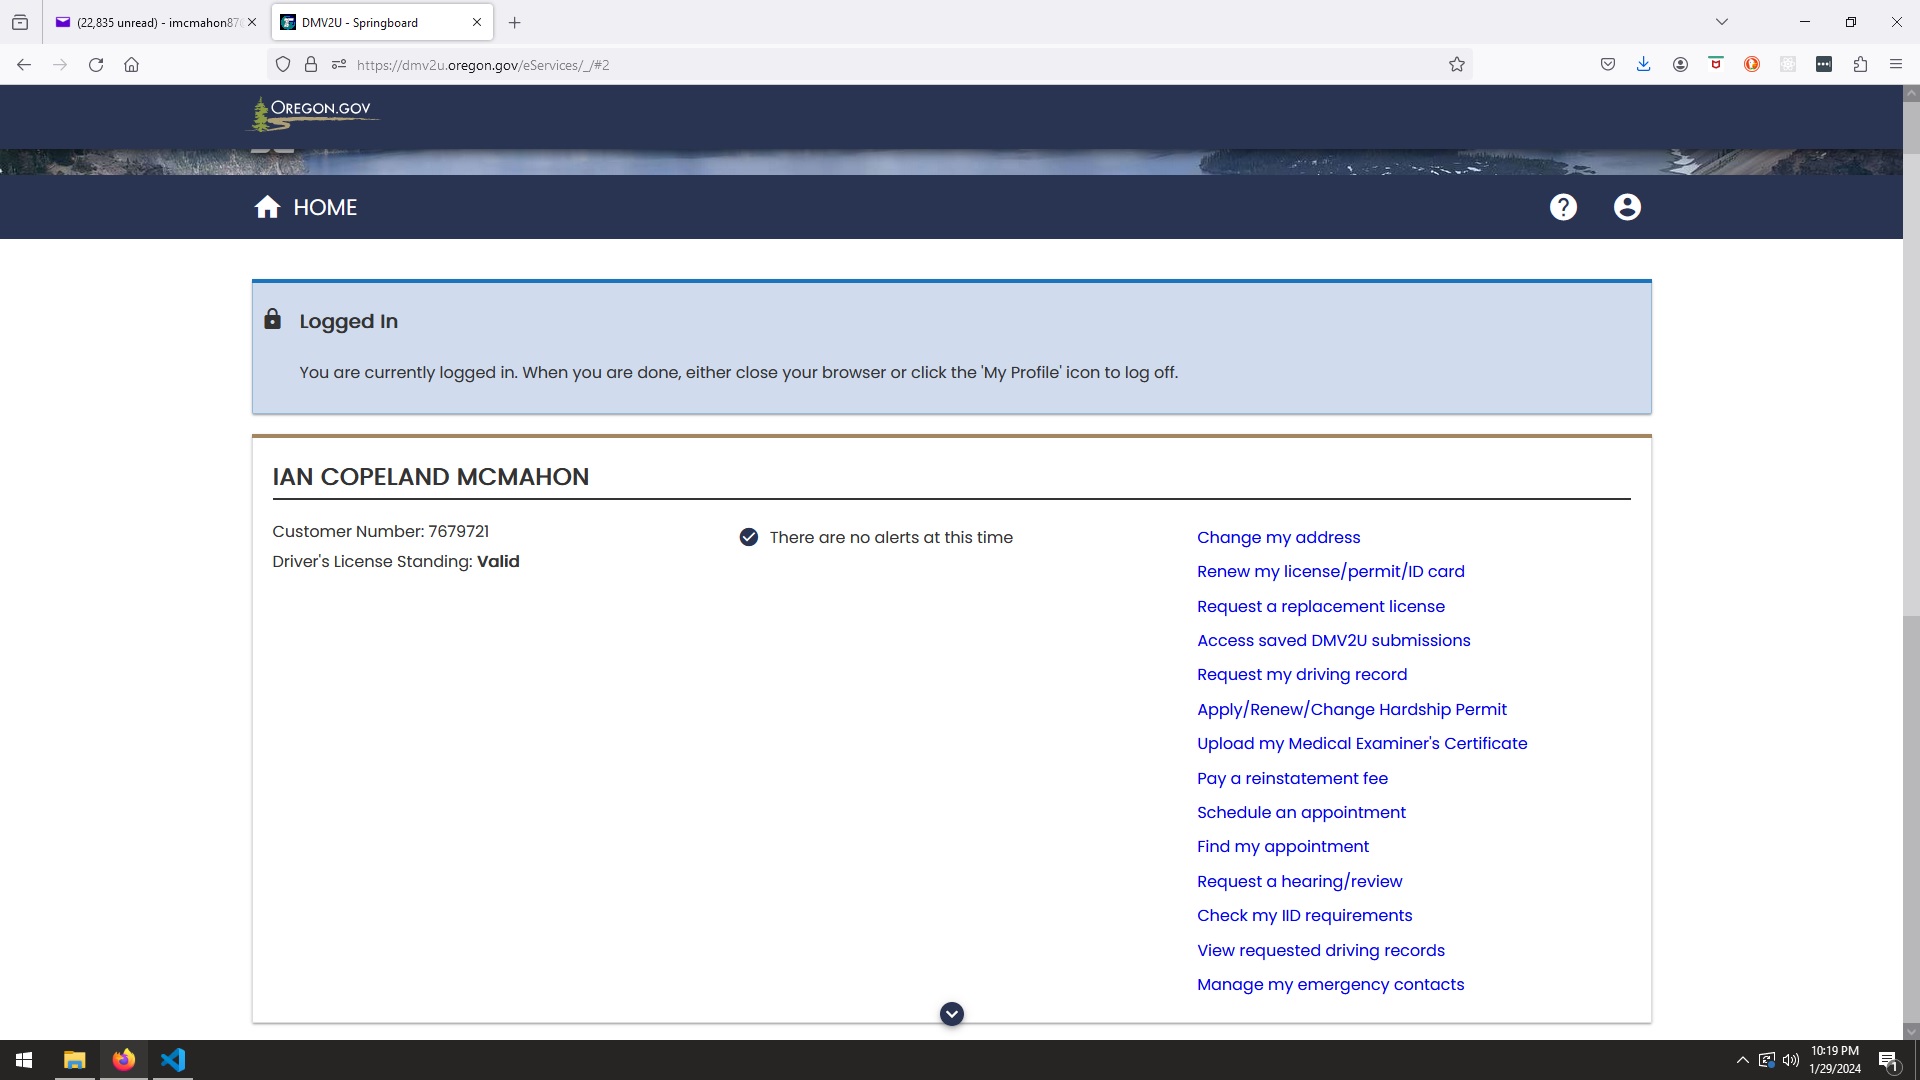 (22,835 unread) - imcmahon87
DMV2U - Springboard
https://dmv2u.oregon.gov/eServices/_/#2
OREGON.GOV
HOME
Logged In
You are currently logged in. When you are done, either close your browser or click the 'My Profile' icon to log off.
IAN COPELAND MCMAHON
Customer Number: 7679721
Driver's License Standing: Valid
There are no alerts at this time
Change my address
Renew my license/permit/ID card
Request a replacement license
Access saved DMV2U submissions
Request my driving record
Apply/Renew/Change Hardship Permit
Upload my Medical Examiner's Certificate
Pay a reinstatement fee
Schedule an appointment
Find my appointment
Request a hearing/review
Check my IID requirements
View requested driving records
Manage my emergency contacts
10:19 PM
1/29/2024
1